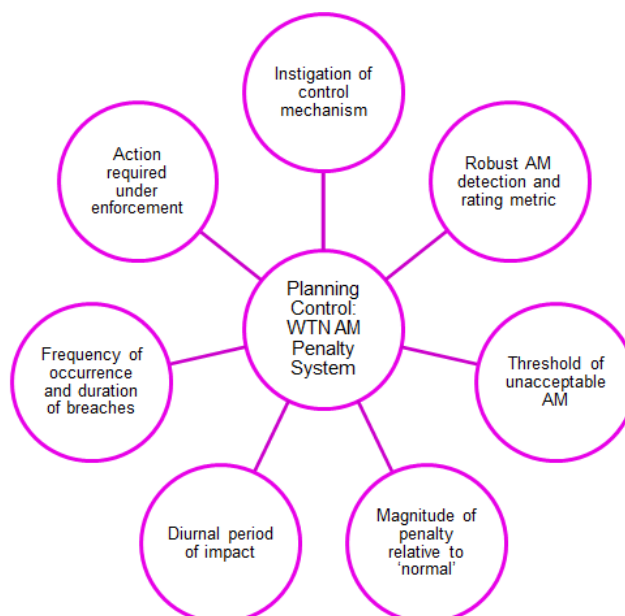 Instigation of
control
mechanism
Robust AM
detection and
rating metric
Threshold of
unacceptable
AM
Magnitude of
penalty
relative to
‘normal’
Diurnal period
of impact
Frequency of
occurrence
and duration
of breaches
Action
required
under
enforcement
Planning
Control:
WTN AM
Penalty
System